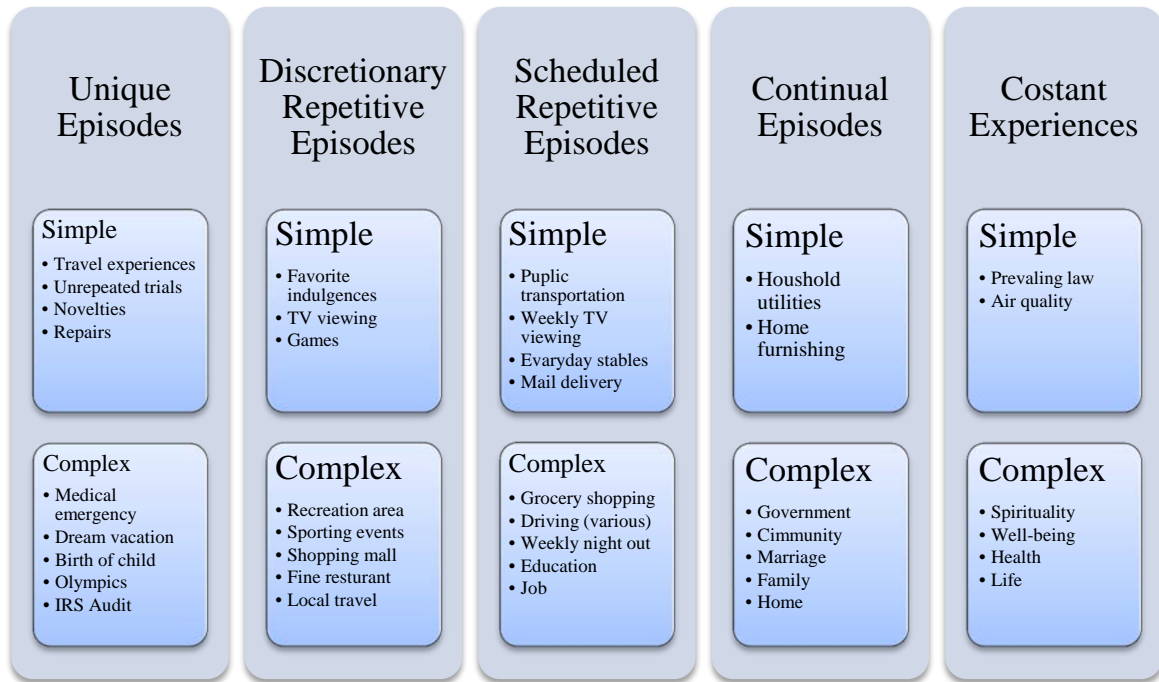 Unique
Episodes
Simple
• Travel experiences
• Unrepeated trials
• Novelties
• Repairs
Complex
• Medical
emergency
• Dream vacation
• Birth of child
• Olympics
• IRS Audit
Discretionary
Repetitive
Episodes
Simple
• Favorite
indulgences
• TV viewing
• Games
Complex
• Recreation area
• Sporting events
• Shopping mall
• Fine resturant
• Local travel
Scheduled
Repetitive
Episodes
Simple
• Puplic
transportation
• Weekly TV
viewing
• Evaryday stables
• Mail delivery
Complex
• Grocery shopping
• Driving (various)
• Weekly night out
• Education
• Job
Continual
Episodes
Simple
• Houshold
utilities
• Home
furnishing
Complex
• Government
• Cimmunity
• Marriage
• Family
• Home
Costant
Experiences
Simple
• Prevaling law
• Air quality
Complex
• Spirituality
• Well-being
• Health
• Life